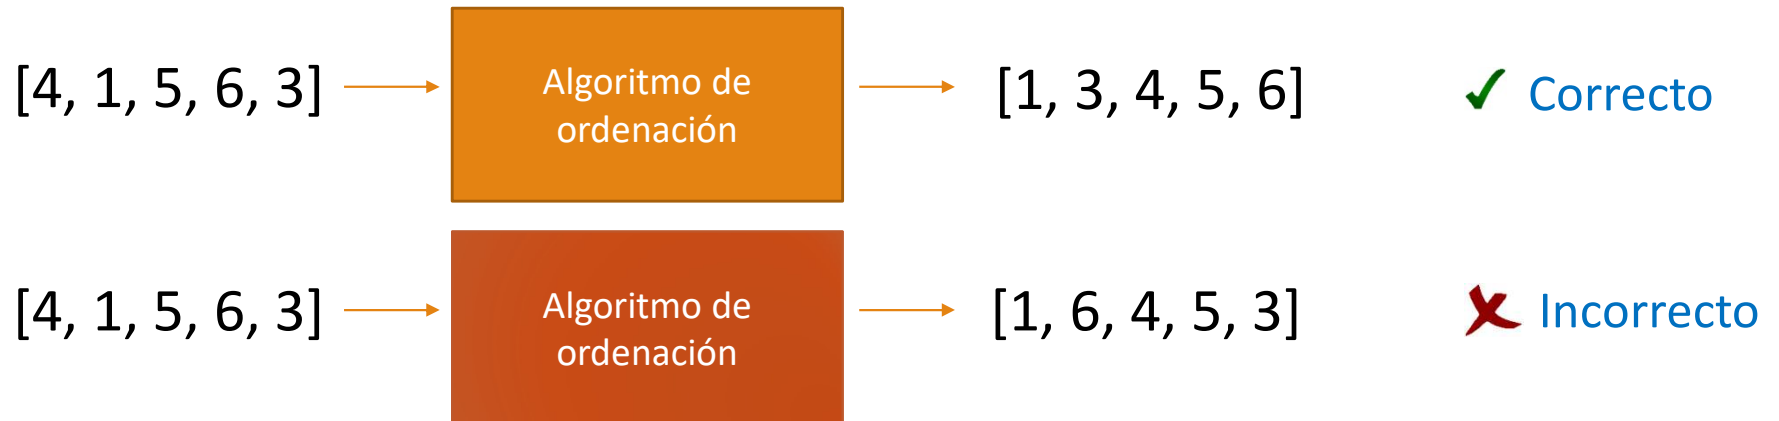 [4, 1, 5, 6, 3]
Algoritmo de
ordenación
[1, 3, 4, 5, 6]
Correcto
[4, 1, 5, 6, 3]
Algoritmo de
ordenación
[1, 6, 4, 5, 3]
Incorrecto